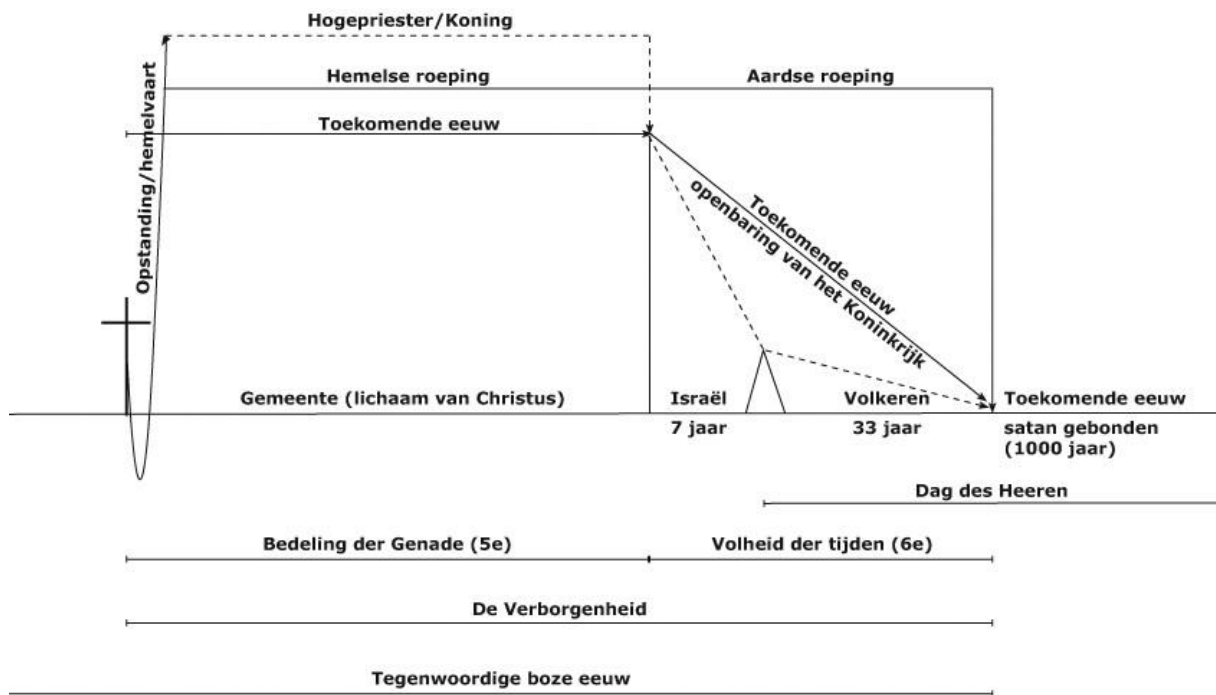 Hogepriester/Koning
Hemelse roeping
Aardse roeping
Toekomende eeuw
Opstanding/hemelvaart
Toekomende eeuw
openbaring van het Koninkrijk
Gemeente (lichaam van Christus)
Israël
Volkeren
Toekomende eeuw
7 jaar
33 jaar
satan gebonden
(1000 jaar)
Dag des Heeren
Bedeling der Genade (5e)
Volheid der tijden (6e)
De Verborgenheid
Tegenwoordige boze eeuw